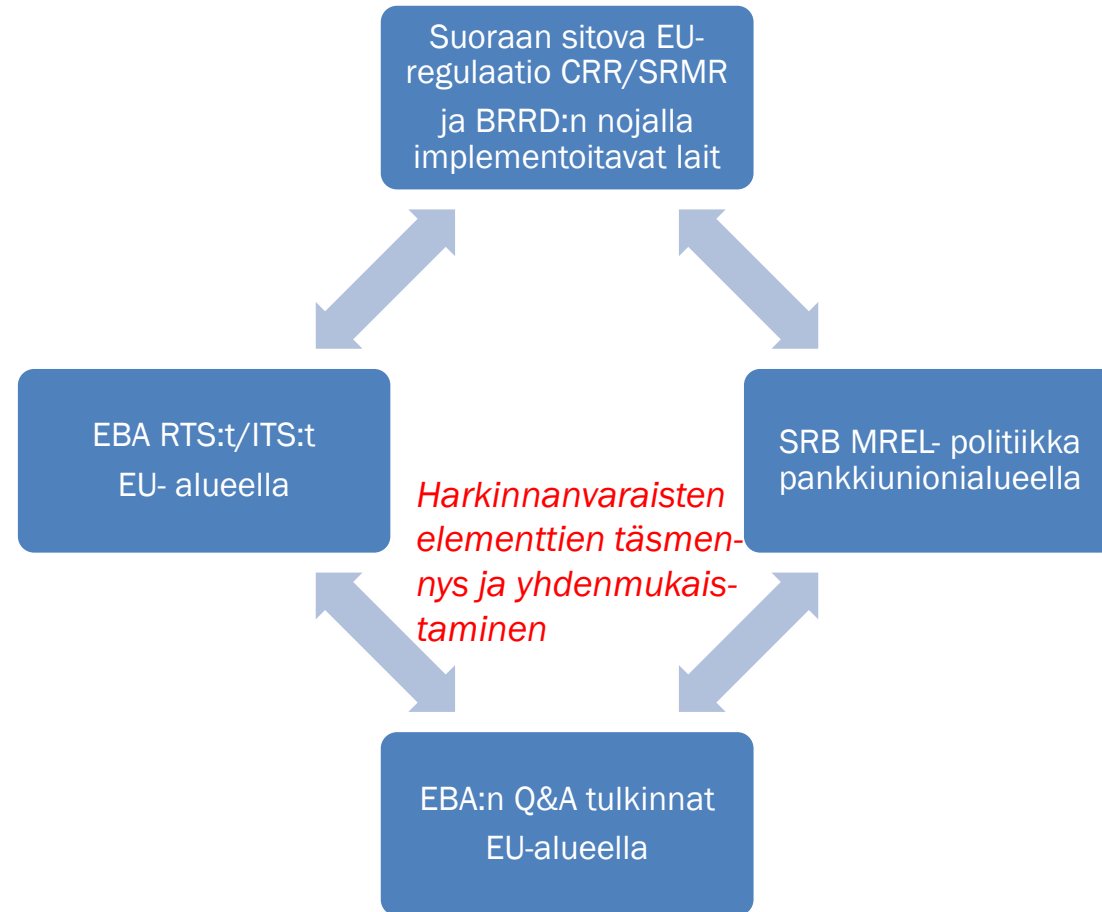 Suoraan sitova EU-
regulaatio CRR/SRMR
ja BRRD:n nojalla
implementoitavat lait
EBA RTS:t/ITS:t
EU- alueella
Harkinnanvaraisten
elementtien täsmen-
nys ja yhdenmukais-
taminen
SRB MREL- politiikka
pankkiunionialueella
EBA:n Q&A tulkinnat
EU-alueella